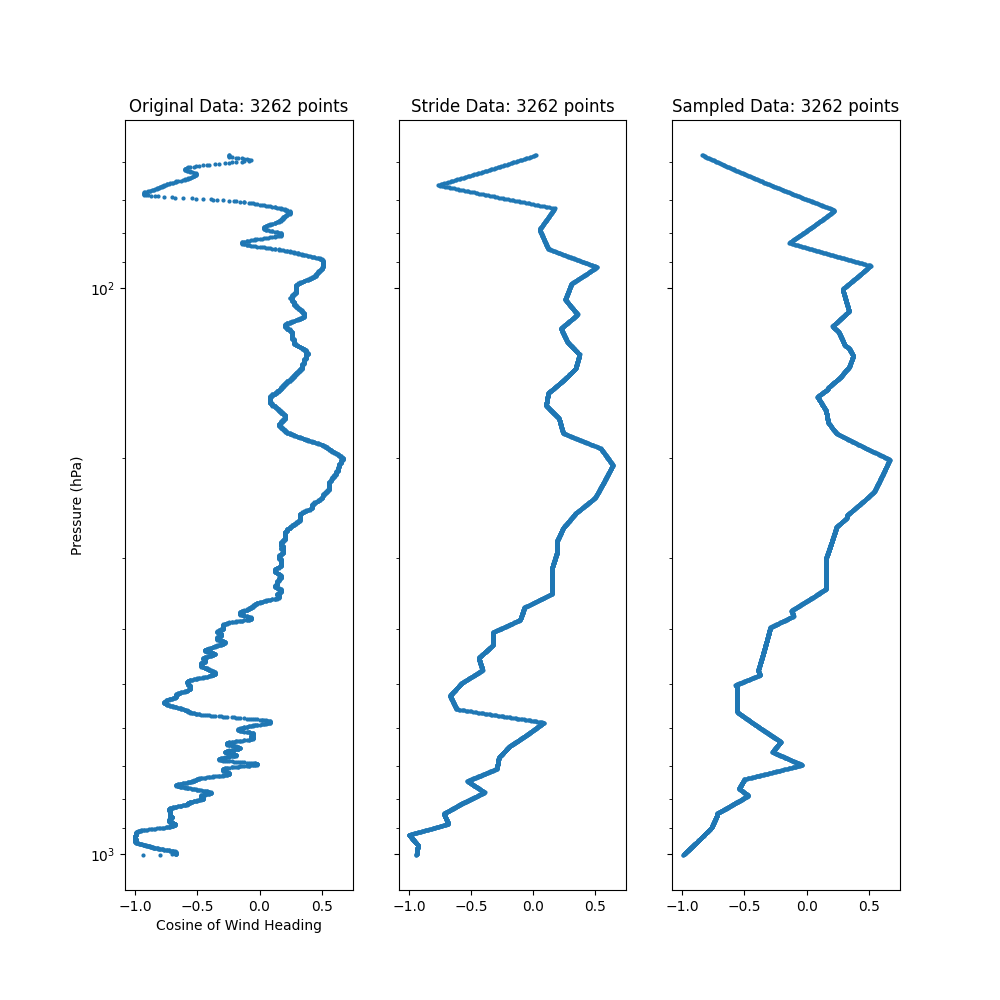 Original Data: 3262 points
Stride Data: 3262 points
Sampled Data: 3262 points
10²
10³
Pressure (hPa)
−1.0 −0.5 0.0 0.5
−1.0 −0.5 0.0 0.5
−1.0 −0.5 0.0 0.5
Cosine of Wind Heading